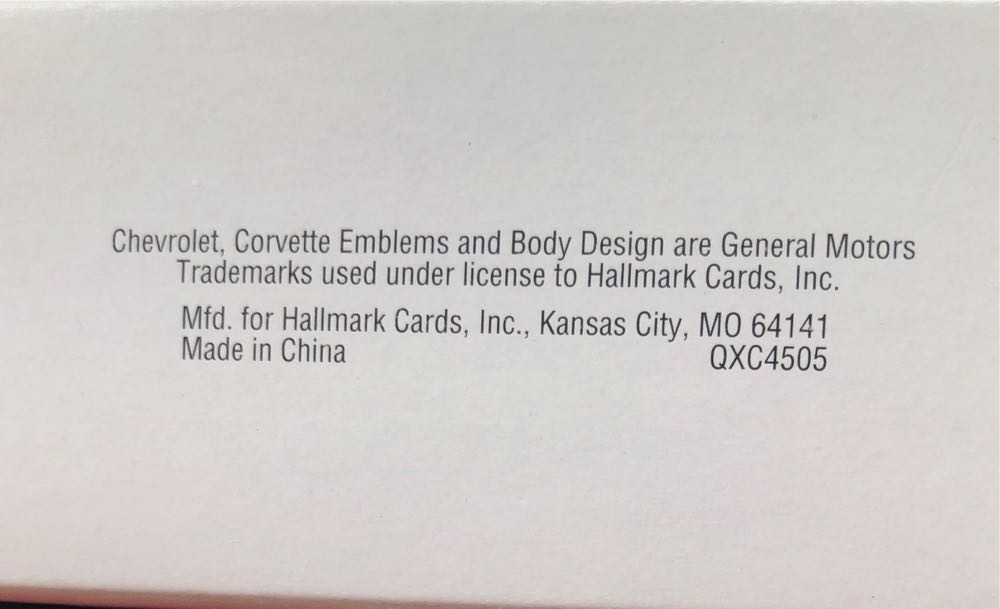 Chevrolet, Corvette Emblems and Body Design are General Motors
Trademarks used under license to Hallmark Cards, Inc.
Mfd. for Hallmark Cards, Inc., Kansas City, MO 64141
Made in China QXC4505